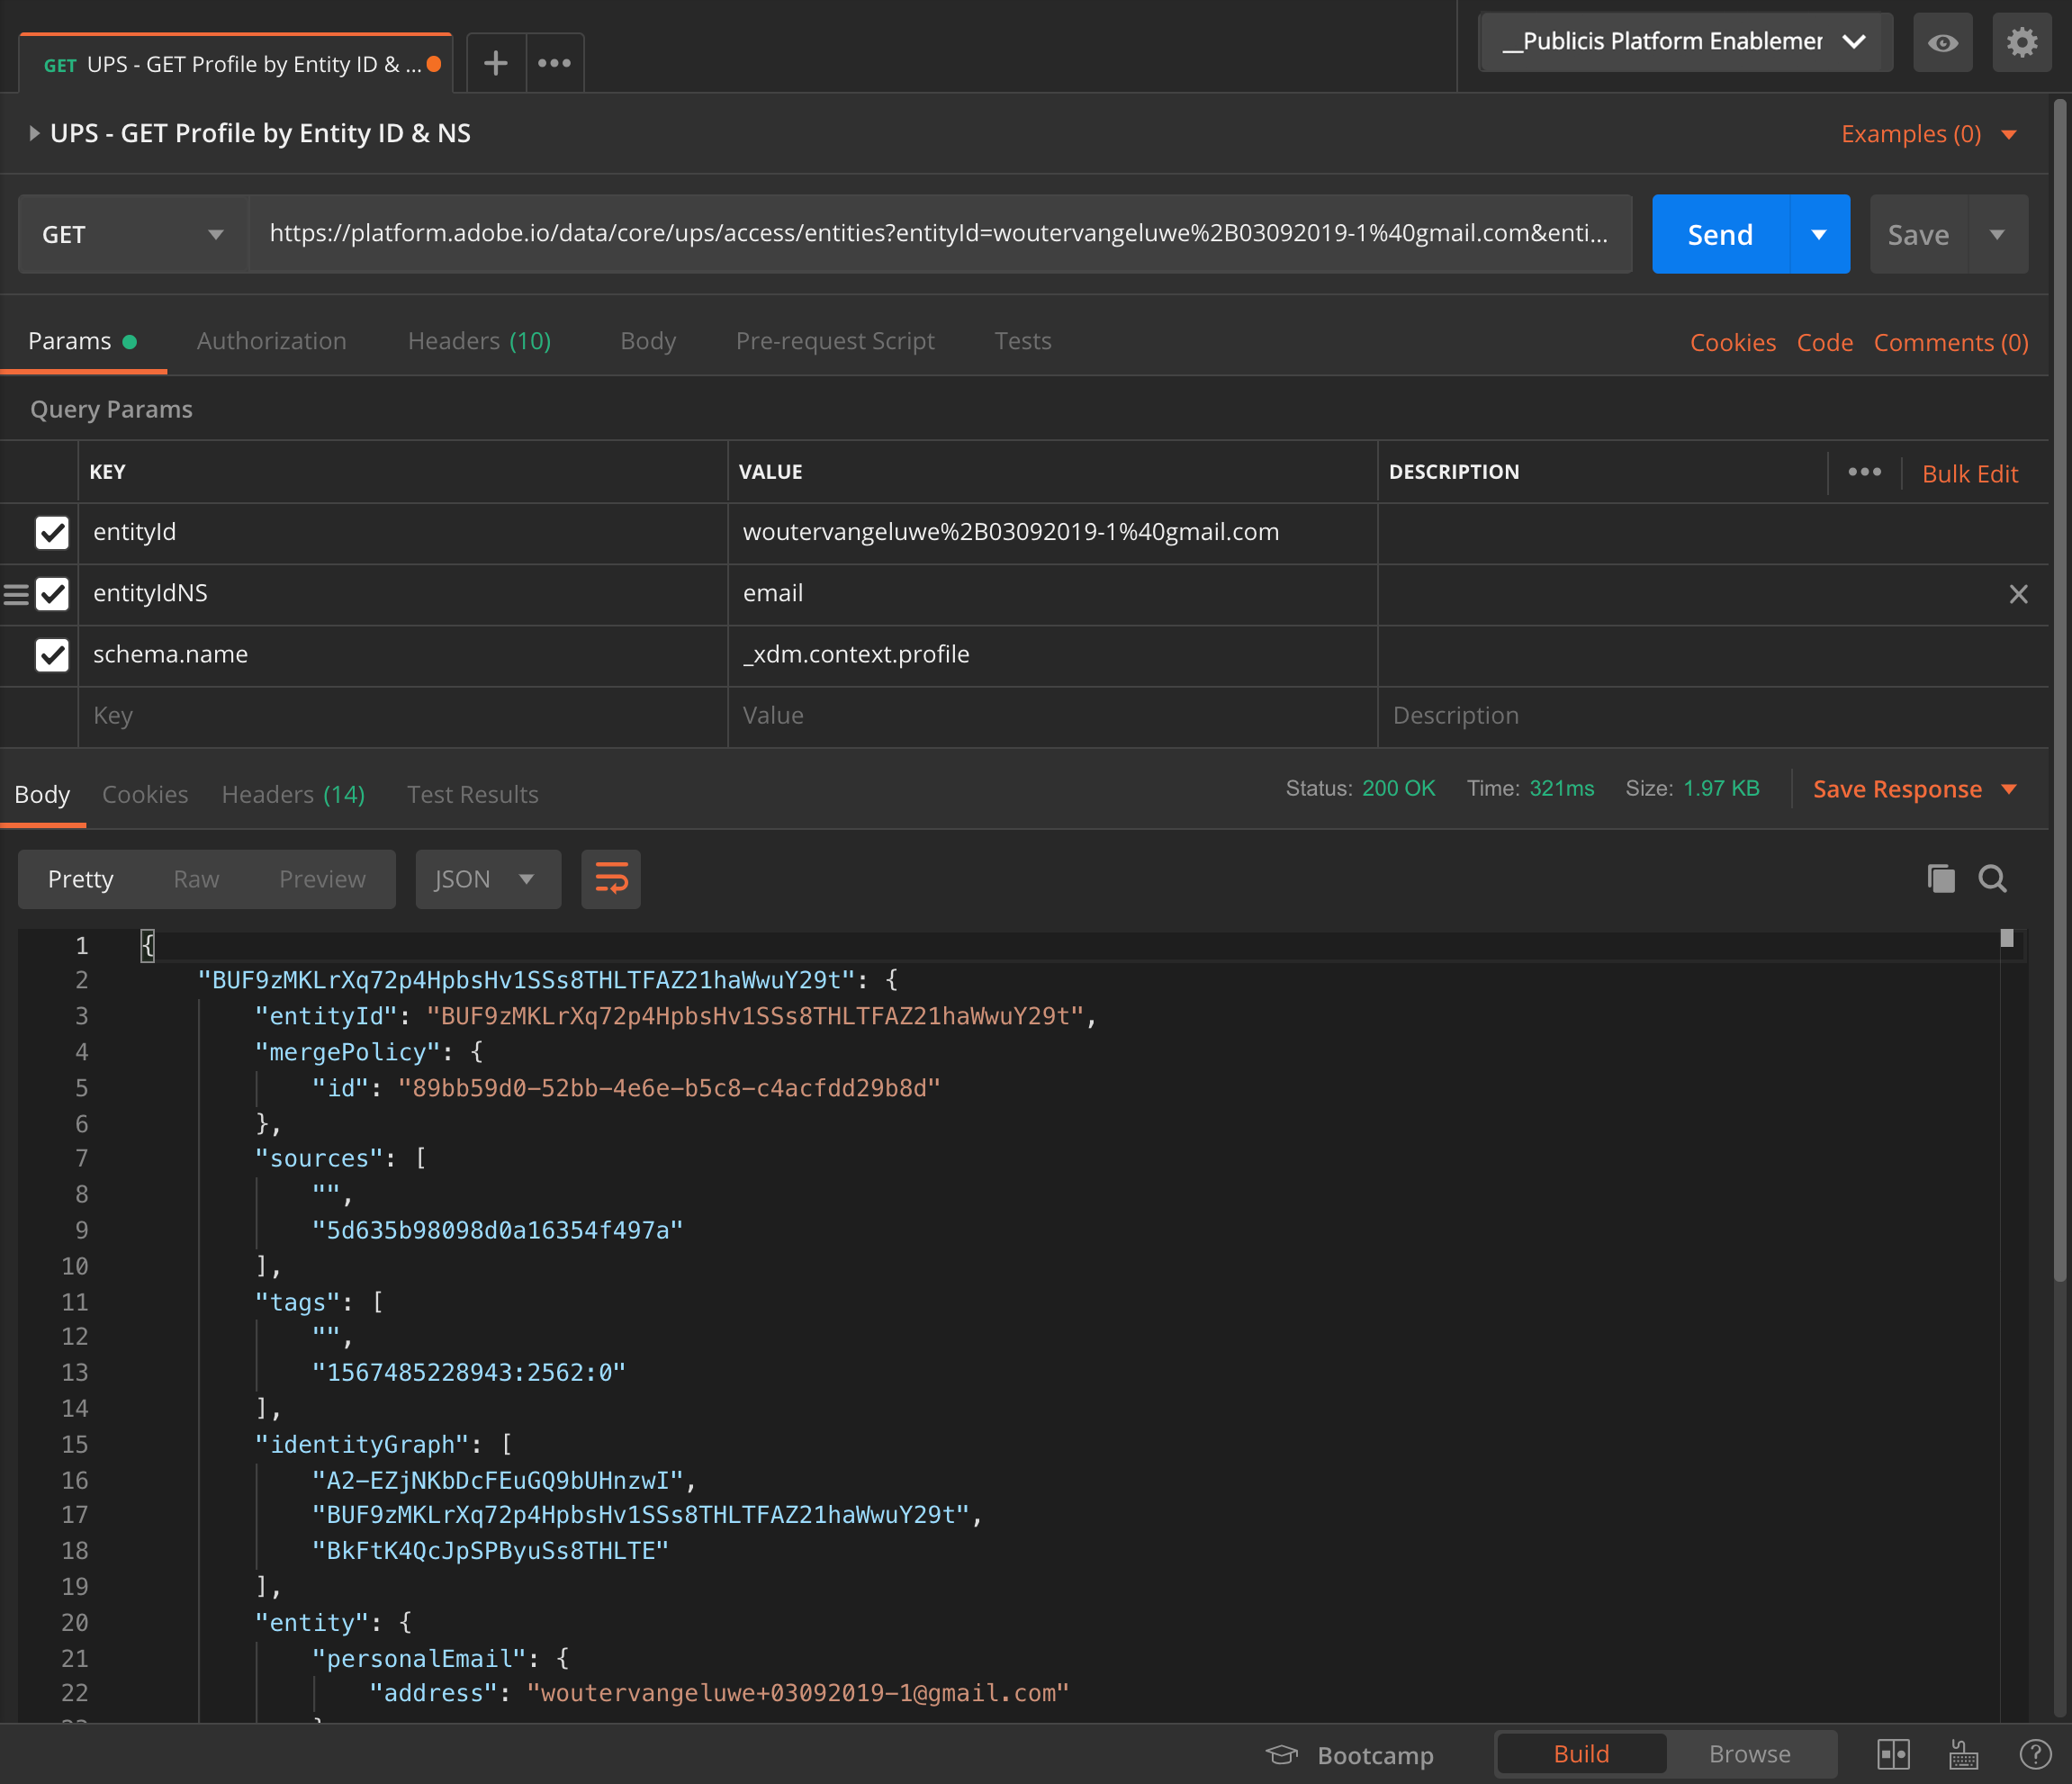 GET UPS - GET Profile by Entity ID & ...
__Publicis Platform Enablemer
UPS - GET Profile by Entity ID & NS
Examples (0)
GET
https://platform.adobe.io/data/core/ups/access/entities?entityId=woutervangeluwe%2B03092019-1%40gmail.com&enti...
Send
Save
Params
Authorization
Headers (10)
Body
Pre-request Script
Tests
Cookies
Code
Comments (0)
Query Params
KEY
VALUE
DESCRIPTION
Bulk Edit
entityId
woutervangeluwe%2B03092019-1%40gmail.com
entityIdNS
email
schema.name
_xdm.context.profile
Key
Value
Description
Body
Cookies
Headers (14)
Test Results
Status: 200 OK
Time: 321ms
Size: 1.97 KB
Save Response
Pretty
Raw
Preview
JSON
1 {
2 "BUF9zMKLrXq72p4HpbsHv1SSs8THLTFAZ21haWwuY29t": {
3 "entityId": "BUF9zMKLrXq72p4HpbsHv1SSs8THLTFAZ21haWwuY29t",
4 "mergePolicy": {
5 "id": "89bb59d0-52bb-4e6e-b5c8-c4acfdd29b8d"
6 },
7 "sources": [
8 "",
9 "5d635b98098d0a16354f497a"
10 ],
11 "tags": [
12 "",
13 "1567485228943:2562:0"
14 ],
15 "identityGraph": [
16 "A2-EZjNKbDcFEuGQ9bUHnzwI",
17 "BUF9zMKLrXq72p4HpbsHv1SSs8THLTFAZ21haWwuY29t",
18 "BkFtK4QcJpSPByuSs8THLTE"
19 ],
20 "entity": {
21 "personalEmail": {
22 "address": "woutervangeluwe+03092019-1@gmail.com"
Bootcamp
Build
Browse